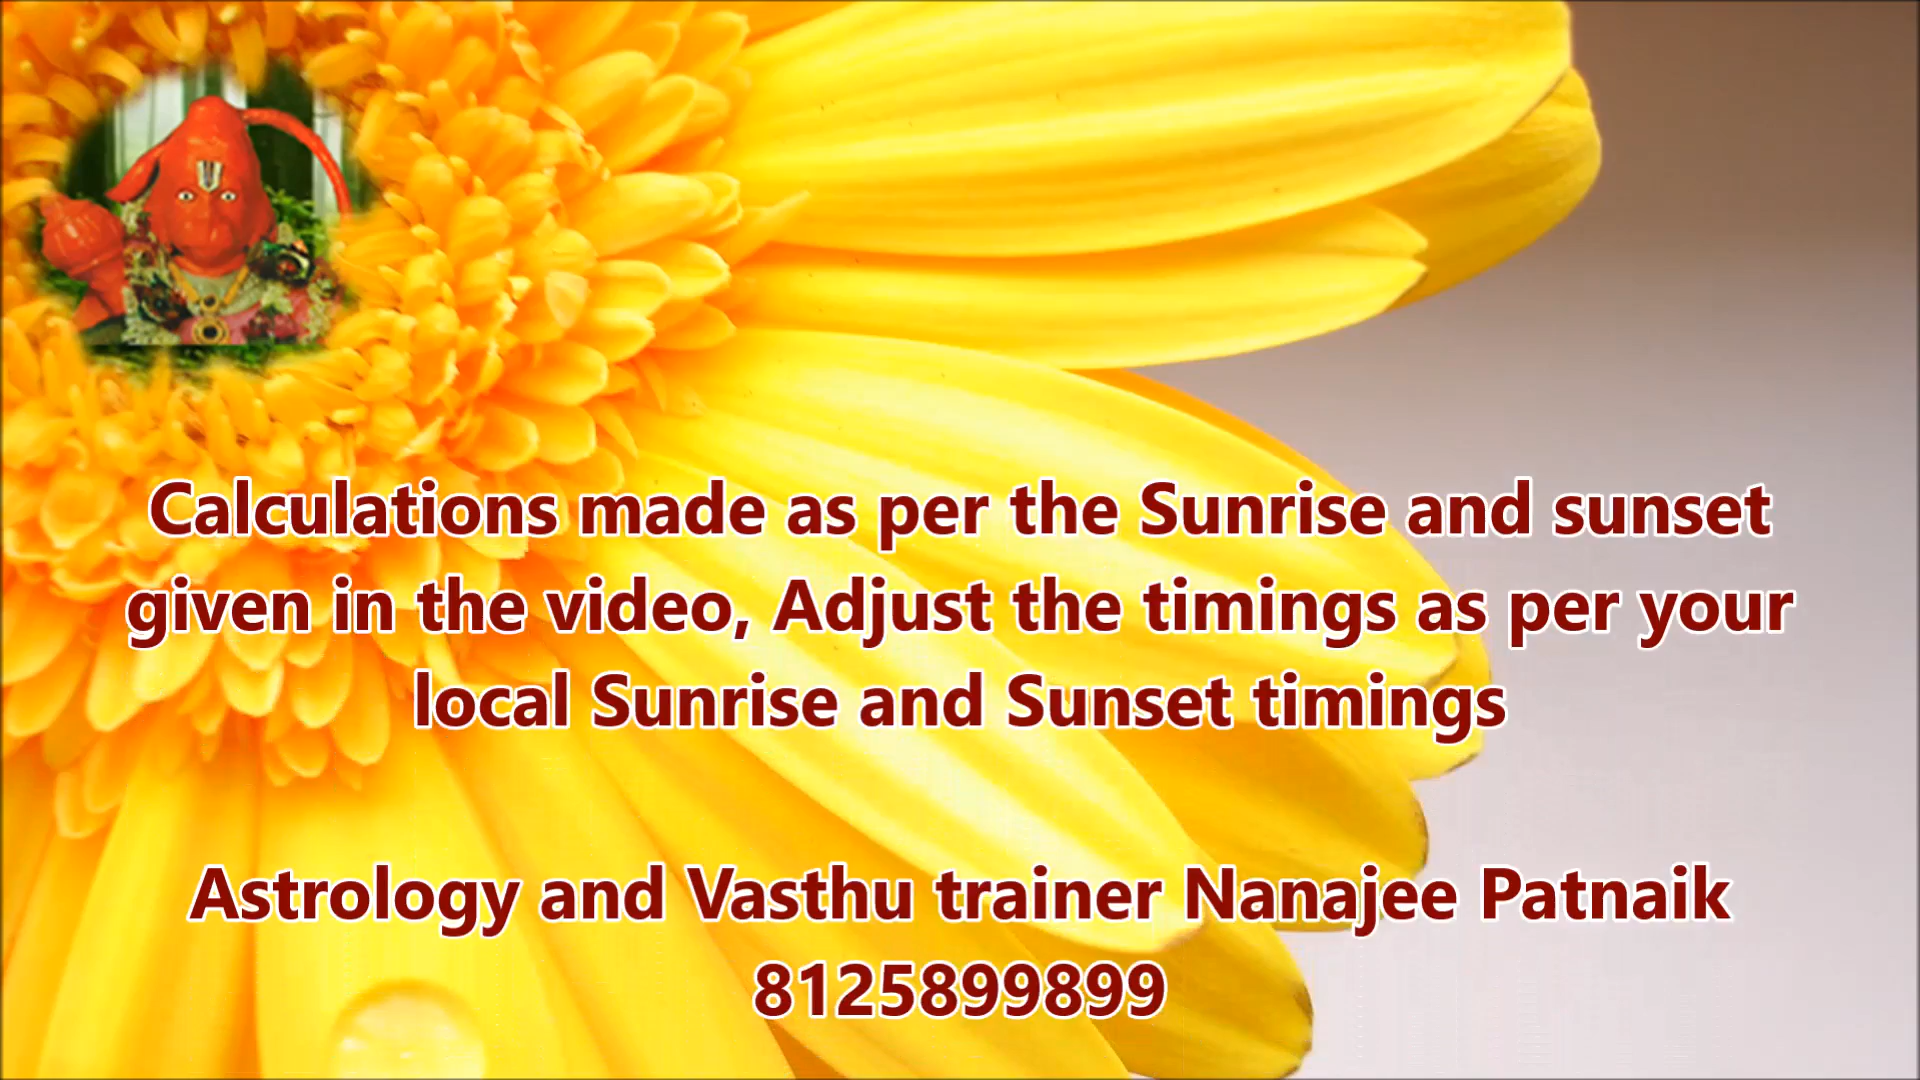 Calculations made as per the Sunrise and sunset
given in the video, Adjust the timings as per your
local Sunrise and Sunset timings
Astrology and Vasthu trainer Nanajee Patnaik
8125899899